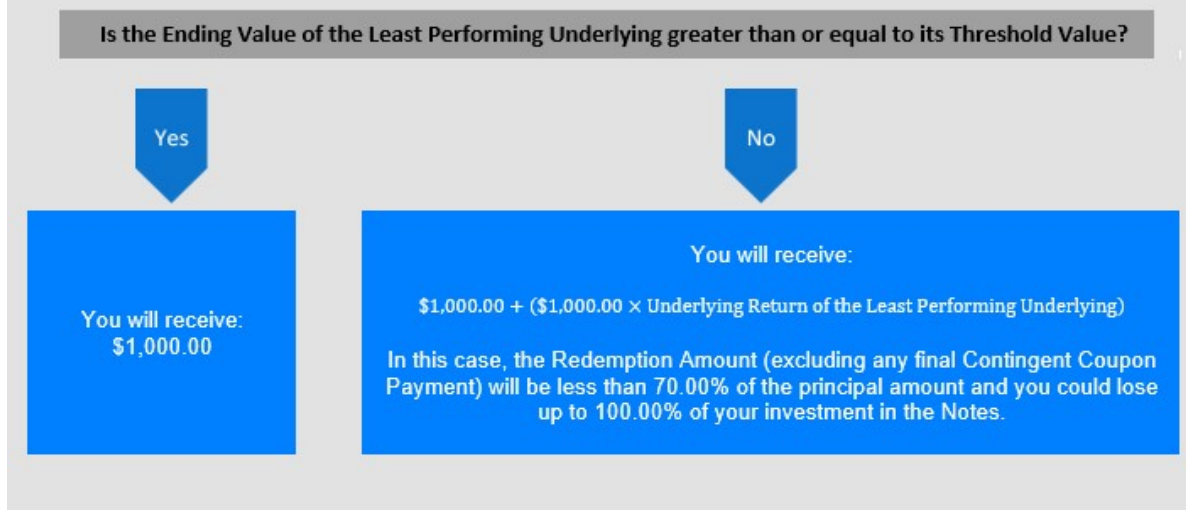 Is the Ending Value of the Least Performing Underlying greater than or equal to its Threshold Value?
Yes
No
You will receive:
$1,000.00
You will receive:
$1,000.00 + ($1,000.00 × Underlying Return of the Least Performing Underlying)
In this case, the Redemption Amount (excluding any final Contingent Coupon
Payment) will be less than 70.00% of the principal amount and you could lose
up to 100.00% of your investment in the Notes.